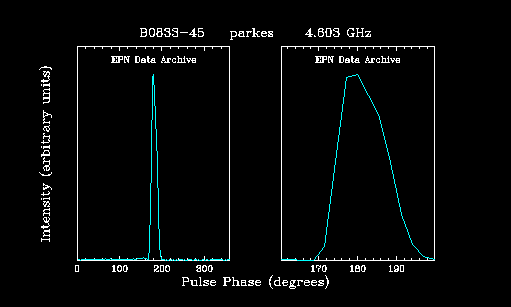 B0833-45 parkes 4.603 GHz
EPN Data Archive
EPN Data Archive
Intensity (arbitrary units)
0 100 200 300
170 180 190
Pulse Phase (degrees)